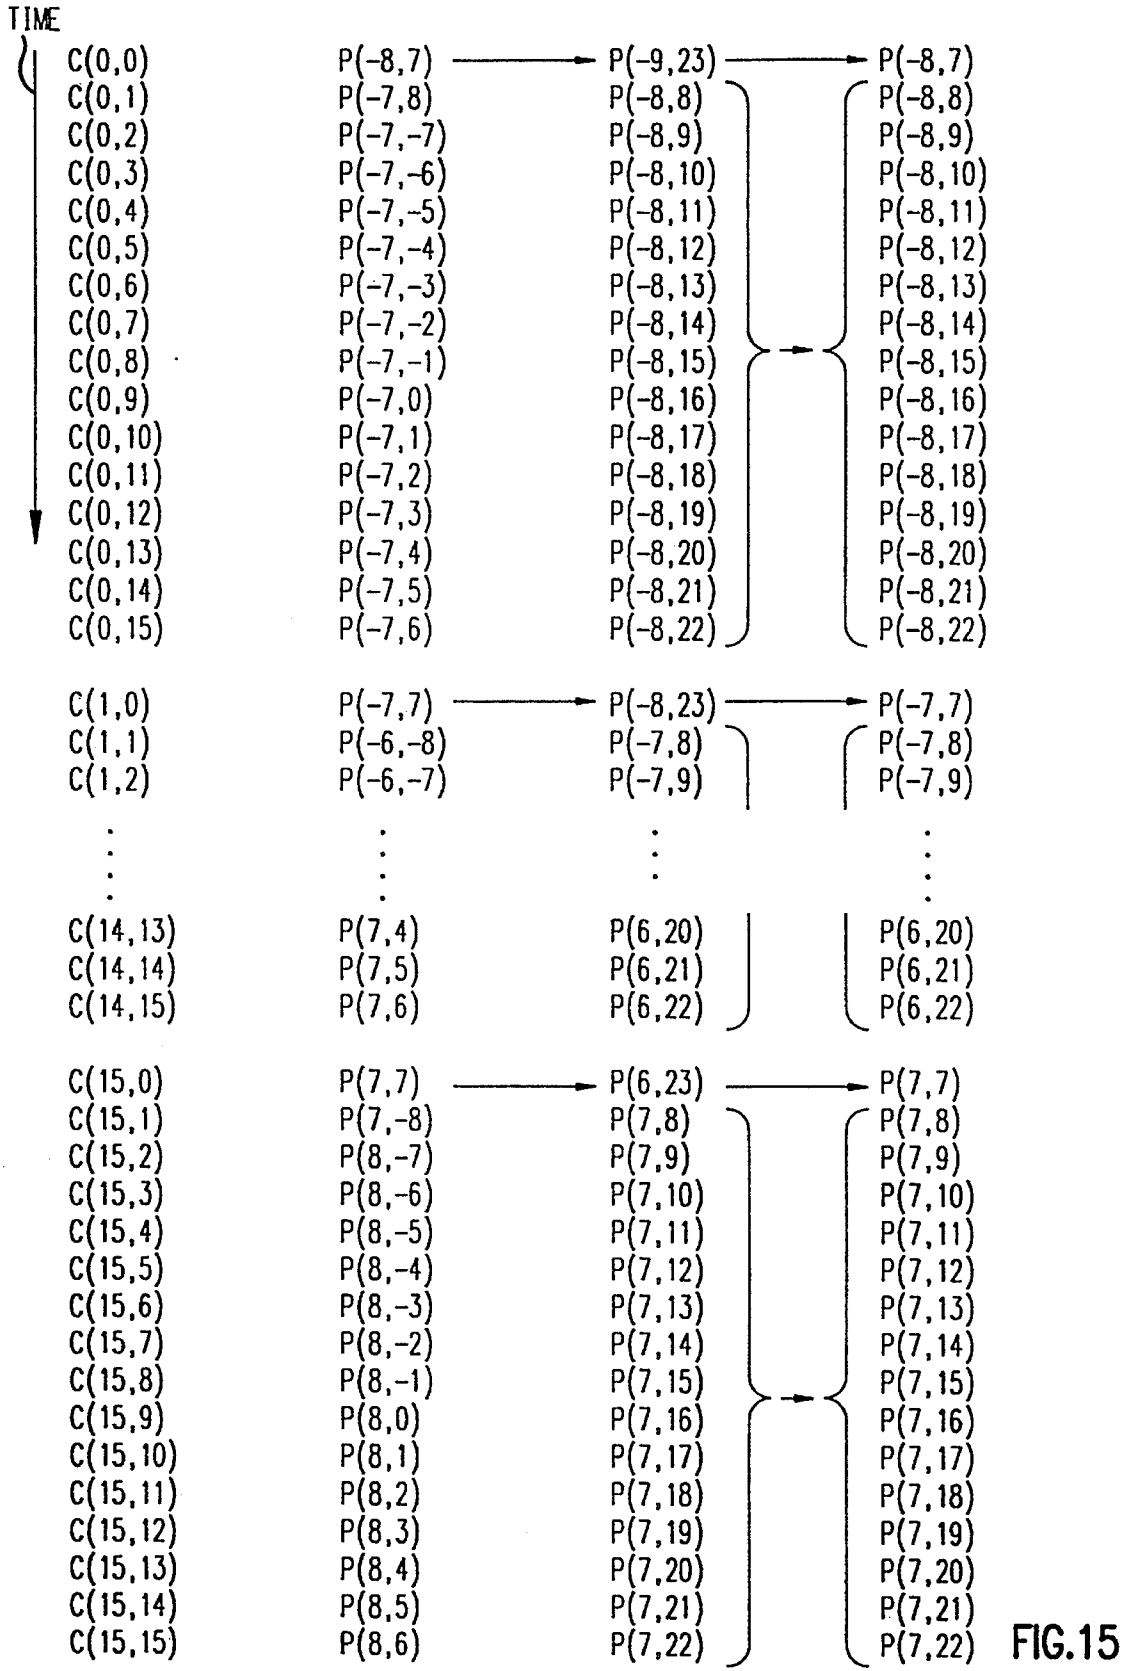 TIME
C(0,0) P(-8,7) P(-9,23) P(-8,7)
C(0,1) P(-7,8) P(-8,8) P(-8,8)
C(0,2) P(-7,-7) P(-8,9) P(-8,9)
C(0,3) P(-7,-6) P(-8,10) P(-8,10)
C(0,4) P(-7,-5) P(-8,11) P(-8,11)
C(0,5) P(-7,-4) P(-8,12) P(-8,12)
C(0,6) P(-7,-3) P(-8,13) P(-8,13)
C(0,7) P(-7,-2) P(-8,14) P(-8,14)
C(0,8) P(-7,-1) P(-8,15) P(-8,15)
C(0,9) P(-7,0) P(-8,16) P(-8,16)
C(0,10) P(-7,1) P(-8,17) P(-8,17)
C(0,11) P(-7,2) P(-8,18) P(-8,18)
C(0,12) P(-7,3) P(-8,19) P(-8,19)
C(0,13) P(-7,4) P(-8,20) P(-8,20)
C(0,14) P(-7,5) P(-8,21) P(-8,21)
C(0,15) P(-7,6) P(-8,22) P(-8,22)
C(1,0) P(-7,7) P(-8,23) P(-7,7)
C(1,1) P(-6,-8) P(-7,8) P(-7,8)
C(1,2) P(-6,-7) P(-7,9) P(-7,9)
C(14,13) P(7,4) P(6,20) P(6,20)
C(14,14) P(7,5) P(6,21) P(6,21)
C(14,15) P(7,6) P(6,22) P(6,22)
C(15,0) P(7,7) P(6,23) P(7,7)
C(15,1) P(7,-8) P(7,8) P(7,8)
C(15,2) P(8,-7) P(7,9) P(7,9)
C(15,3) P(8,-6) P(7,10) P(7,10)
C(15,4) P(8,-5) P(7,11) P(7,11)
C(15,5) P(8,-4) P(7,12) P(7,12)
C(15,6) P(8,-3) P(7,13) P(7,13)
C(15,7) P(8,-2) P(7,14) P(7,14)
C(15,8) P(8,-1) P(7,15) P(7,15)
C(15,9) P(8,0) P(7,16) P(7,16)
C(15,10) P(8,1) P(7,17) P(7,17)
C(15,11) P(8,2) P(7,18) P(7,18)
C(15,12) P(8,3) P(7,19) P(7,19)
C(15,13) P(8,4) P(7,20) P(7,20)
C(15,14) P(8,5) P(7,21) P(7,21)
C(15,15) P(8,6) P(7,22) P(7,22)
FIG.15